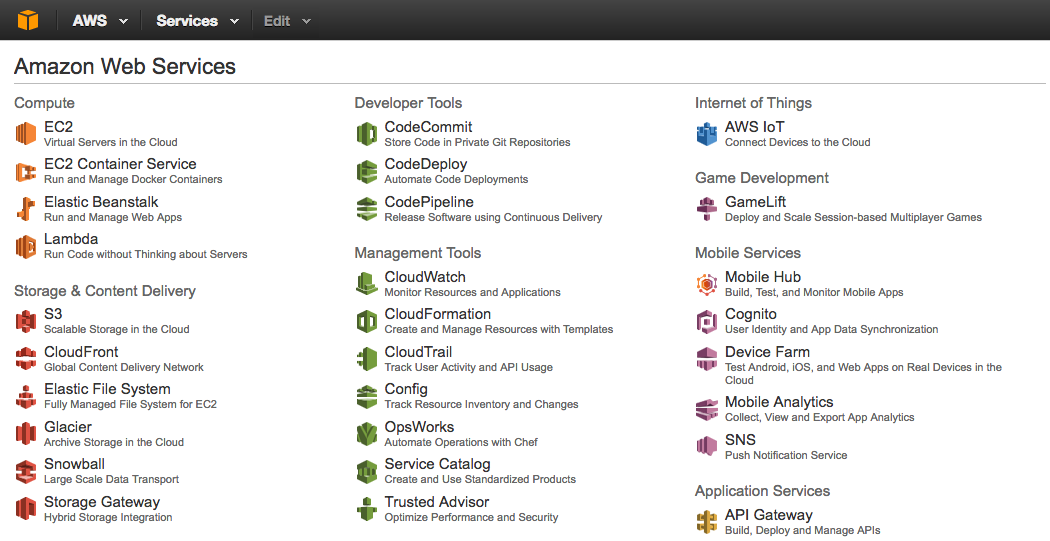 AWS
Services
Edit
Amazon Web Services
Compute
EC2
Virtual Servers in the Cloud
EC2 Container Service
Run and Manage Docker Containers
Elastic Beanstalk
Run and Manage Web Apps
Lambda
Run Code without Thinking about Servers
Storage & Content Delivery
S3
Scalable Storage in the Cloud
CloudFront
Global Content Delivery Network
Elastic File System
Fully Managed File System for EC2
Glacier
Archive Storage in the Cloud
Snowball
Large Scale Data Transport
Storage Gateway
Hybrid Storage Integration
Developer Tools
CodeCommit
Store Code in Private Git Repositories
CodeDeploy
Automate Code Deployments
CodePipeline
Release Software using Continuous Delivery
Management Tools
CloudWatch
Monitor Resources and Applications
CloudFormation
Create and Manage Resources with Templates
CloudTrail
Track User Activity and API Usage
Config
Track Resource Inventory and Changes
OpsWorks
Automate Operations with Chef
Service Catalog
Create and Use Standardized Products
Trusted Advisor
Optimize Performance and Security
Internet of Things
AWS IoT
Connect Devices to the Cloud
Game Development
GameLift
Deploy and Scale Session-based Multiplayer Games
Mobile Services
Mobile Hub
Build, Test, and Monitor Mobile Apps
Cognito
User Identity and App Data Synchronization
Device Farm
Test Android, iOS, and Web Apps on Real Devices in the
Cloud
Mobile Analytics
Collect, View and Export App Analytics
SNS
Push Notification Service
Application Services
API Gateway
Build, Deploy and Manage APIs